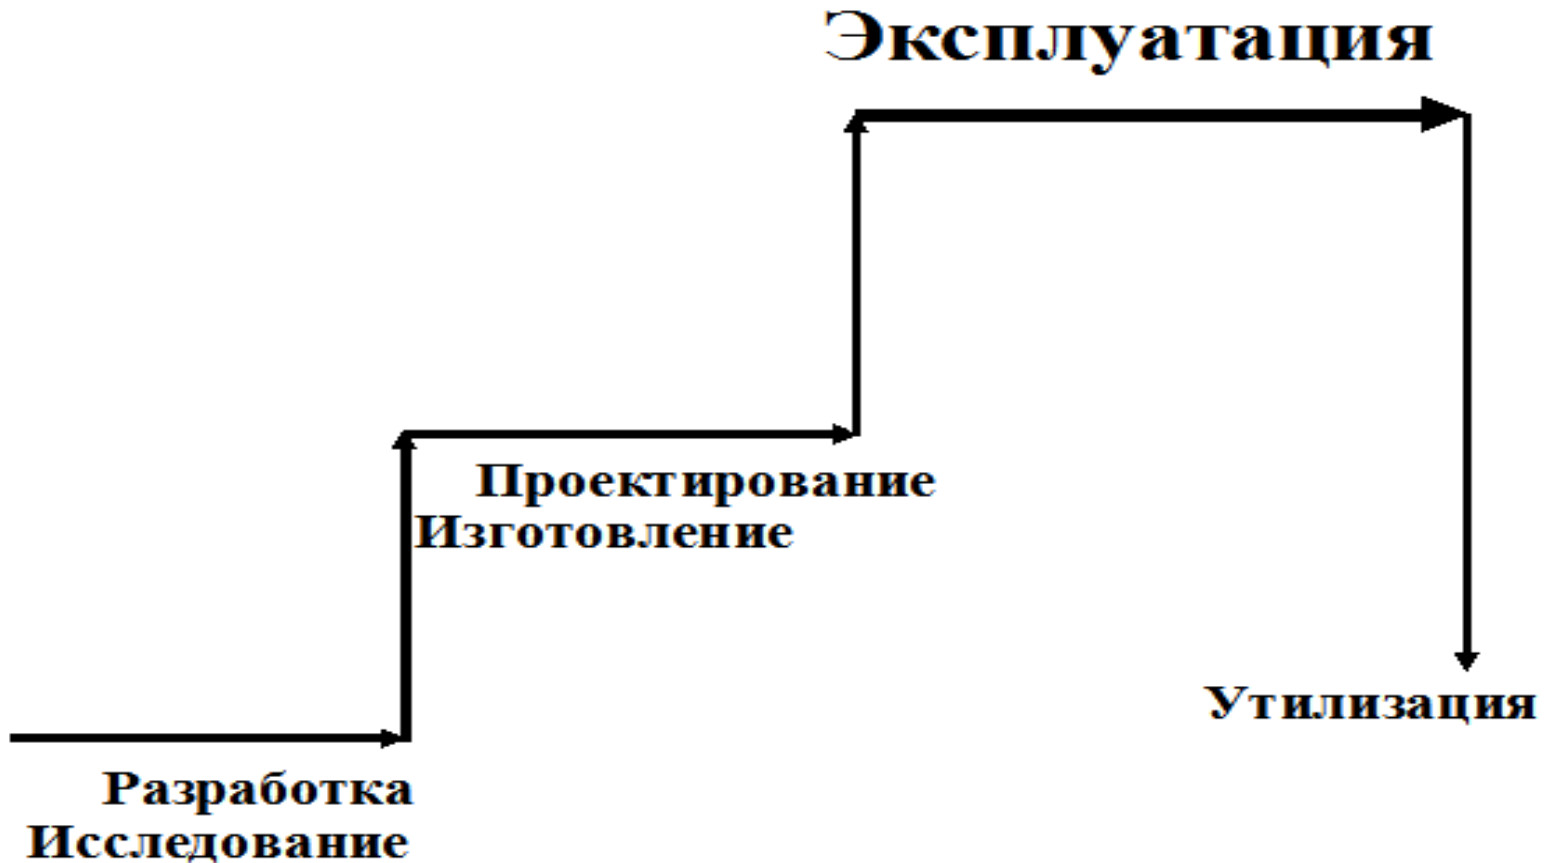 Эксплуатация
Проектирование
Изготовление
Утилизация
Разработка
Исследование